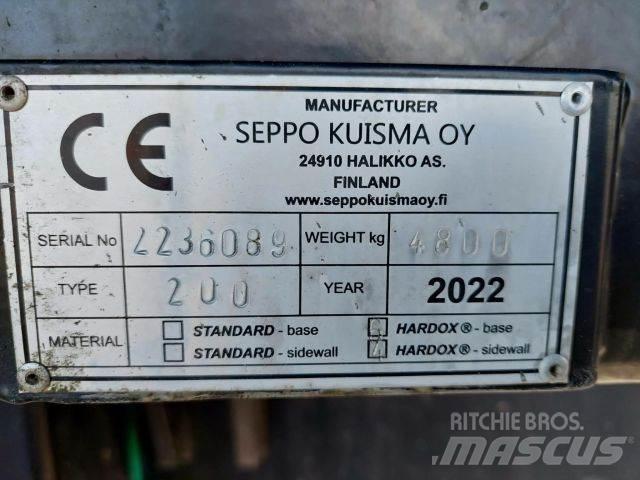 CE
MANUFACTURER
SEPPO KUISMA OY
24910 HALIKKO AS.
FINLAND
www.seppokuismaoy.fi
SERIAL No 2236089 WEIGHT kg 4800
TYPE 200 YEAR 2022
MATERIAL STANDARD - base HARDOX® - base
STANDARD - sidewall HARDOX® - sidewall
RITCHIE BROS.
MASCUS